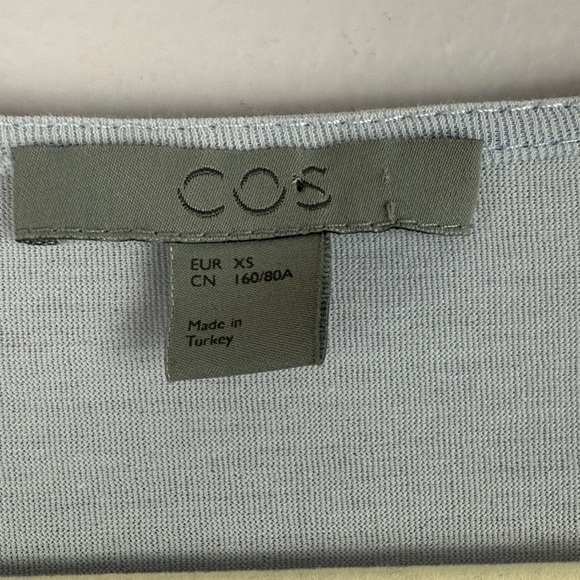 COS
EUR XS
CN 160/80A
Made in
Turkey